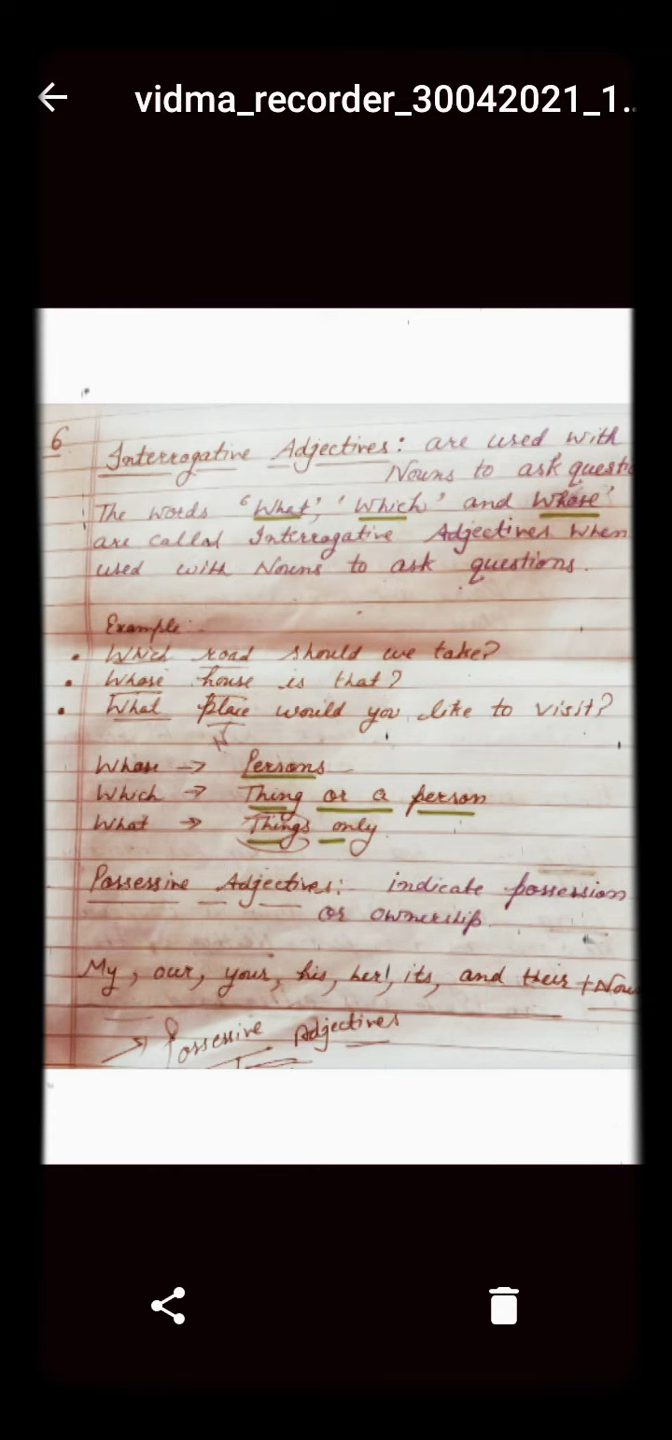 vidma_recorder_30042021_1..
6
Interrogative Adjectives: are used with
Nouns to ask questi
The words 'What', 'Which' and Whose'
are called Interrogative Adjectives when
used with Nouns to ask questions.
Example:
• Which road should we take?
• Whose house is that?
• What place would you like to visit?
N
Whose → Persons
Which → Thing or a person
What → Things only
Possessive Adjectives:- indicate possession
or ownership
My, our, your, his, her, its, and their + Nou
→ Possessive Adjectives